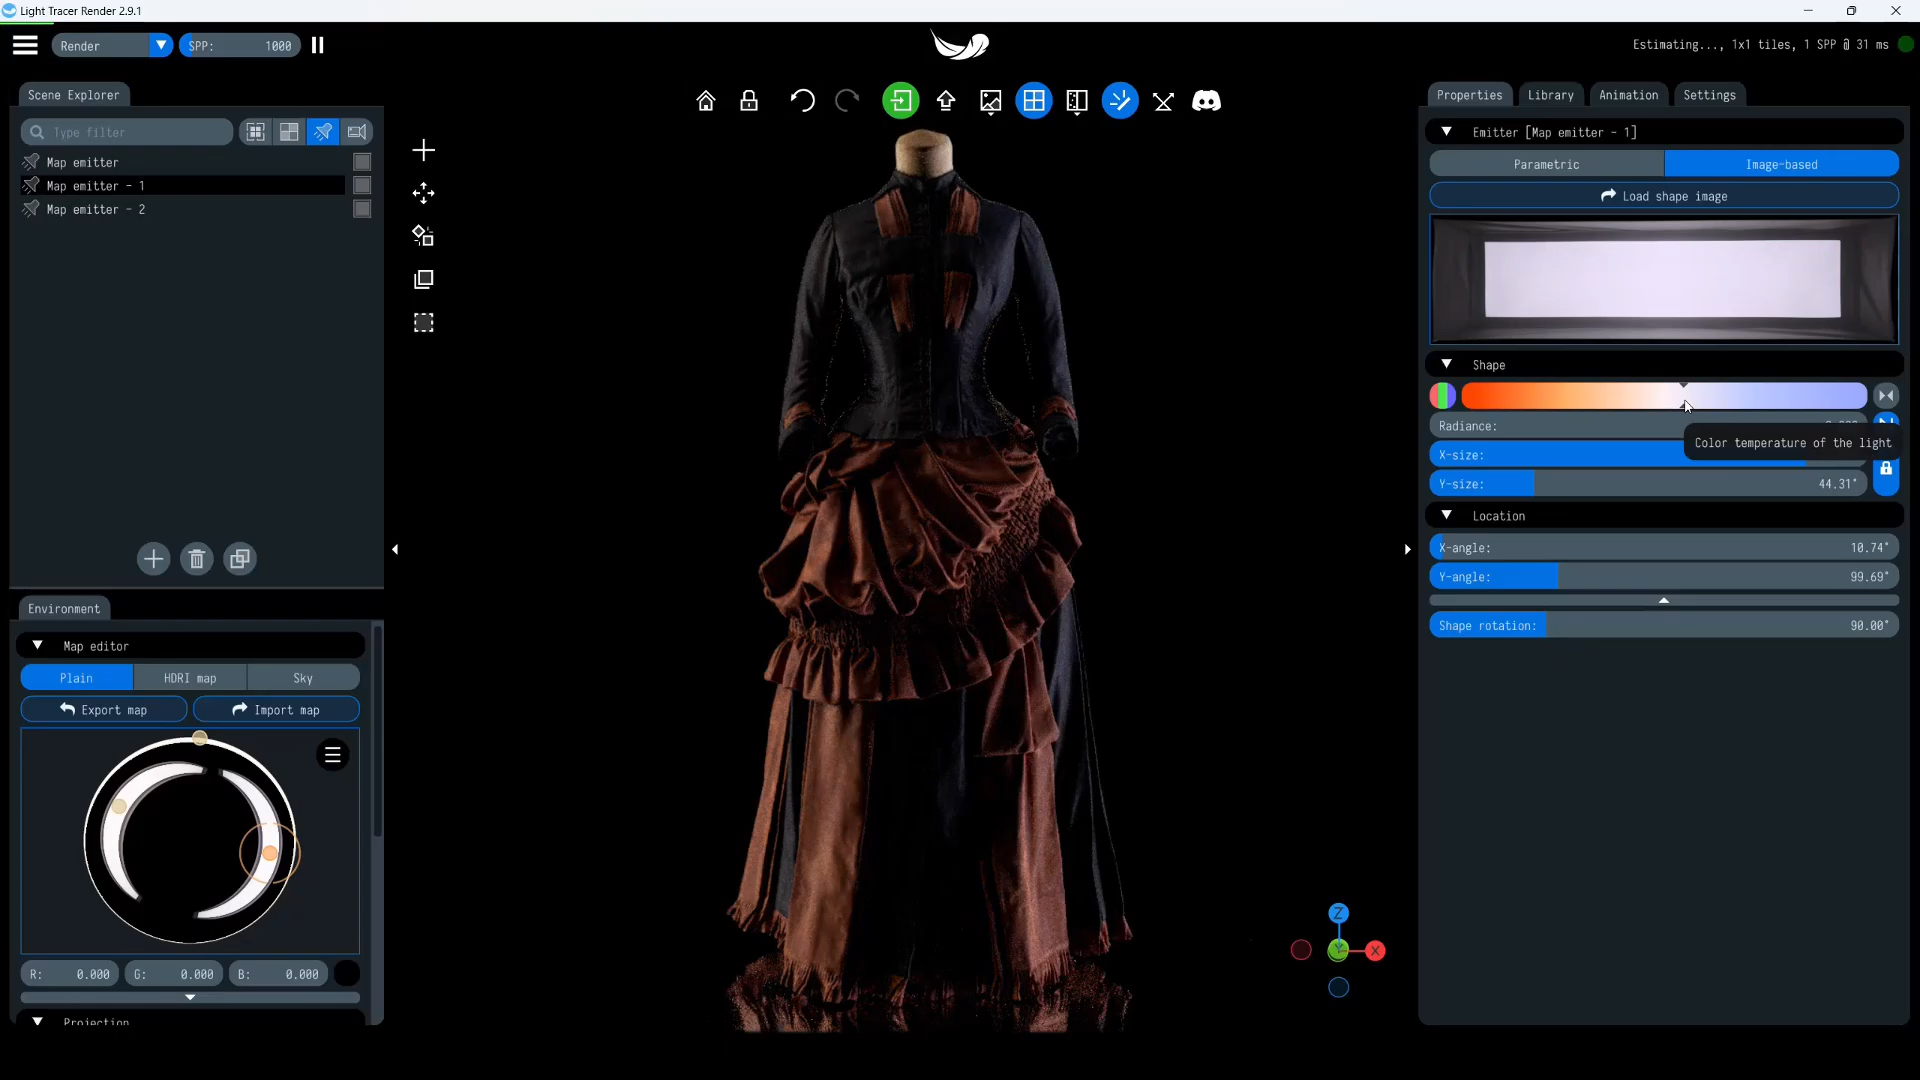 Light Tracer Render 2.9.1
Render
SPP: 1000
Estimating..., 1x1 tiles, 1 SPP @ 31 ms
Scene Explorer
Type filter
Map emitter
Map emitter - 1
Map emitter - 2
Environment
Map editor
Plain
HDRI map
Sky
Export map
Import map
R: 0.000
G: 0.000
B: 0.000
Projection
Z
Y
X
Properties
Library
Animation
Settings
Emitter [Map emitter - 1]
Parametric
Image-based
Load shape image
Shape
Radiance:
Color temperature of the light
X-size:
Y-size: 44.31°
Location
X-angle: 10.74°
Y-angle: 99.69°
Shape rotation: 90.00°